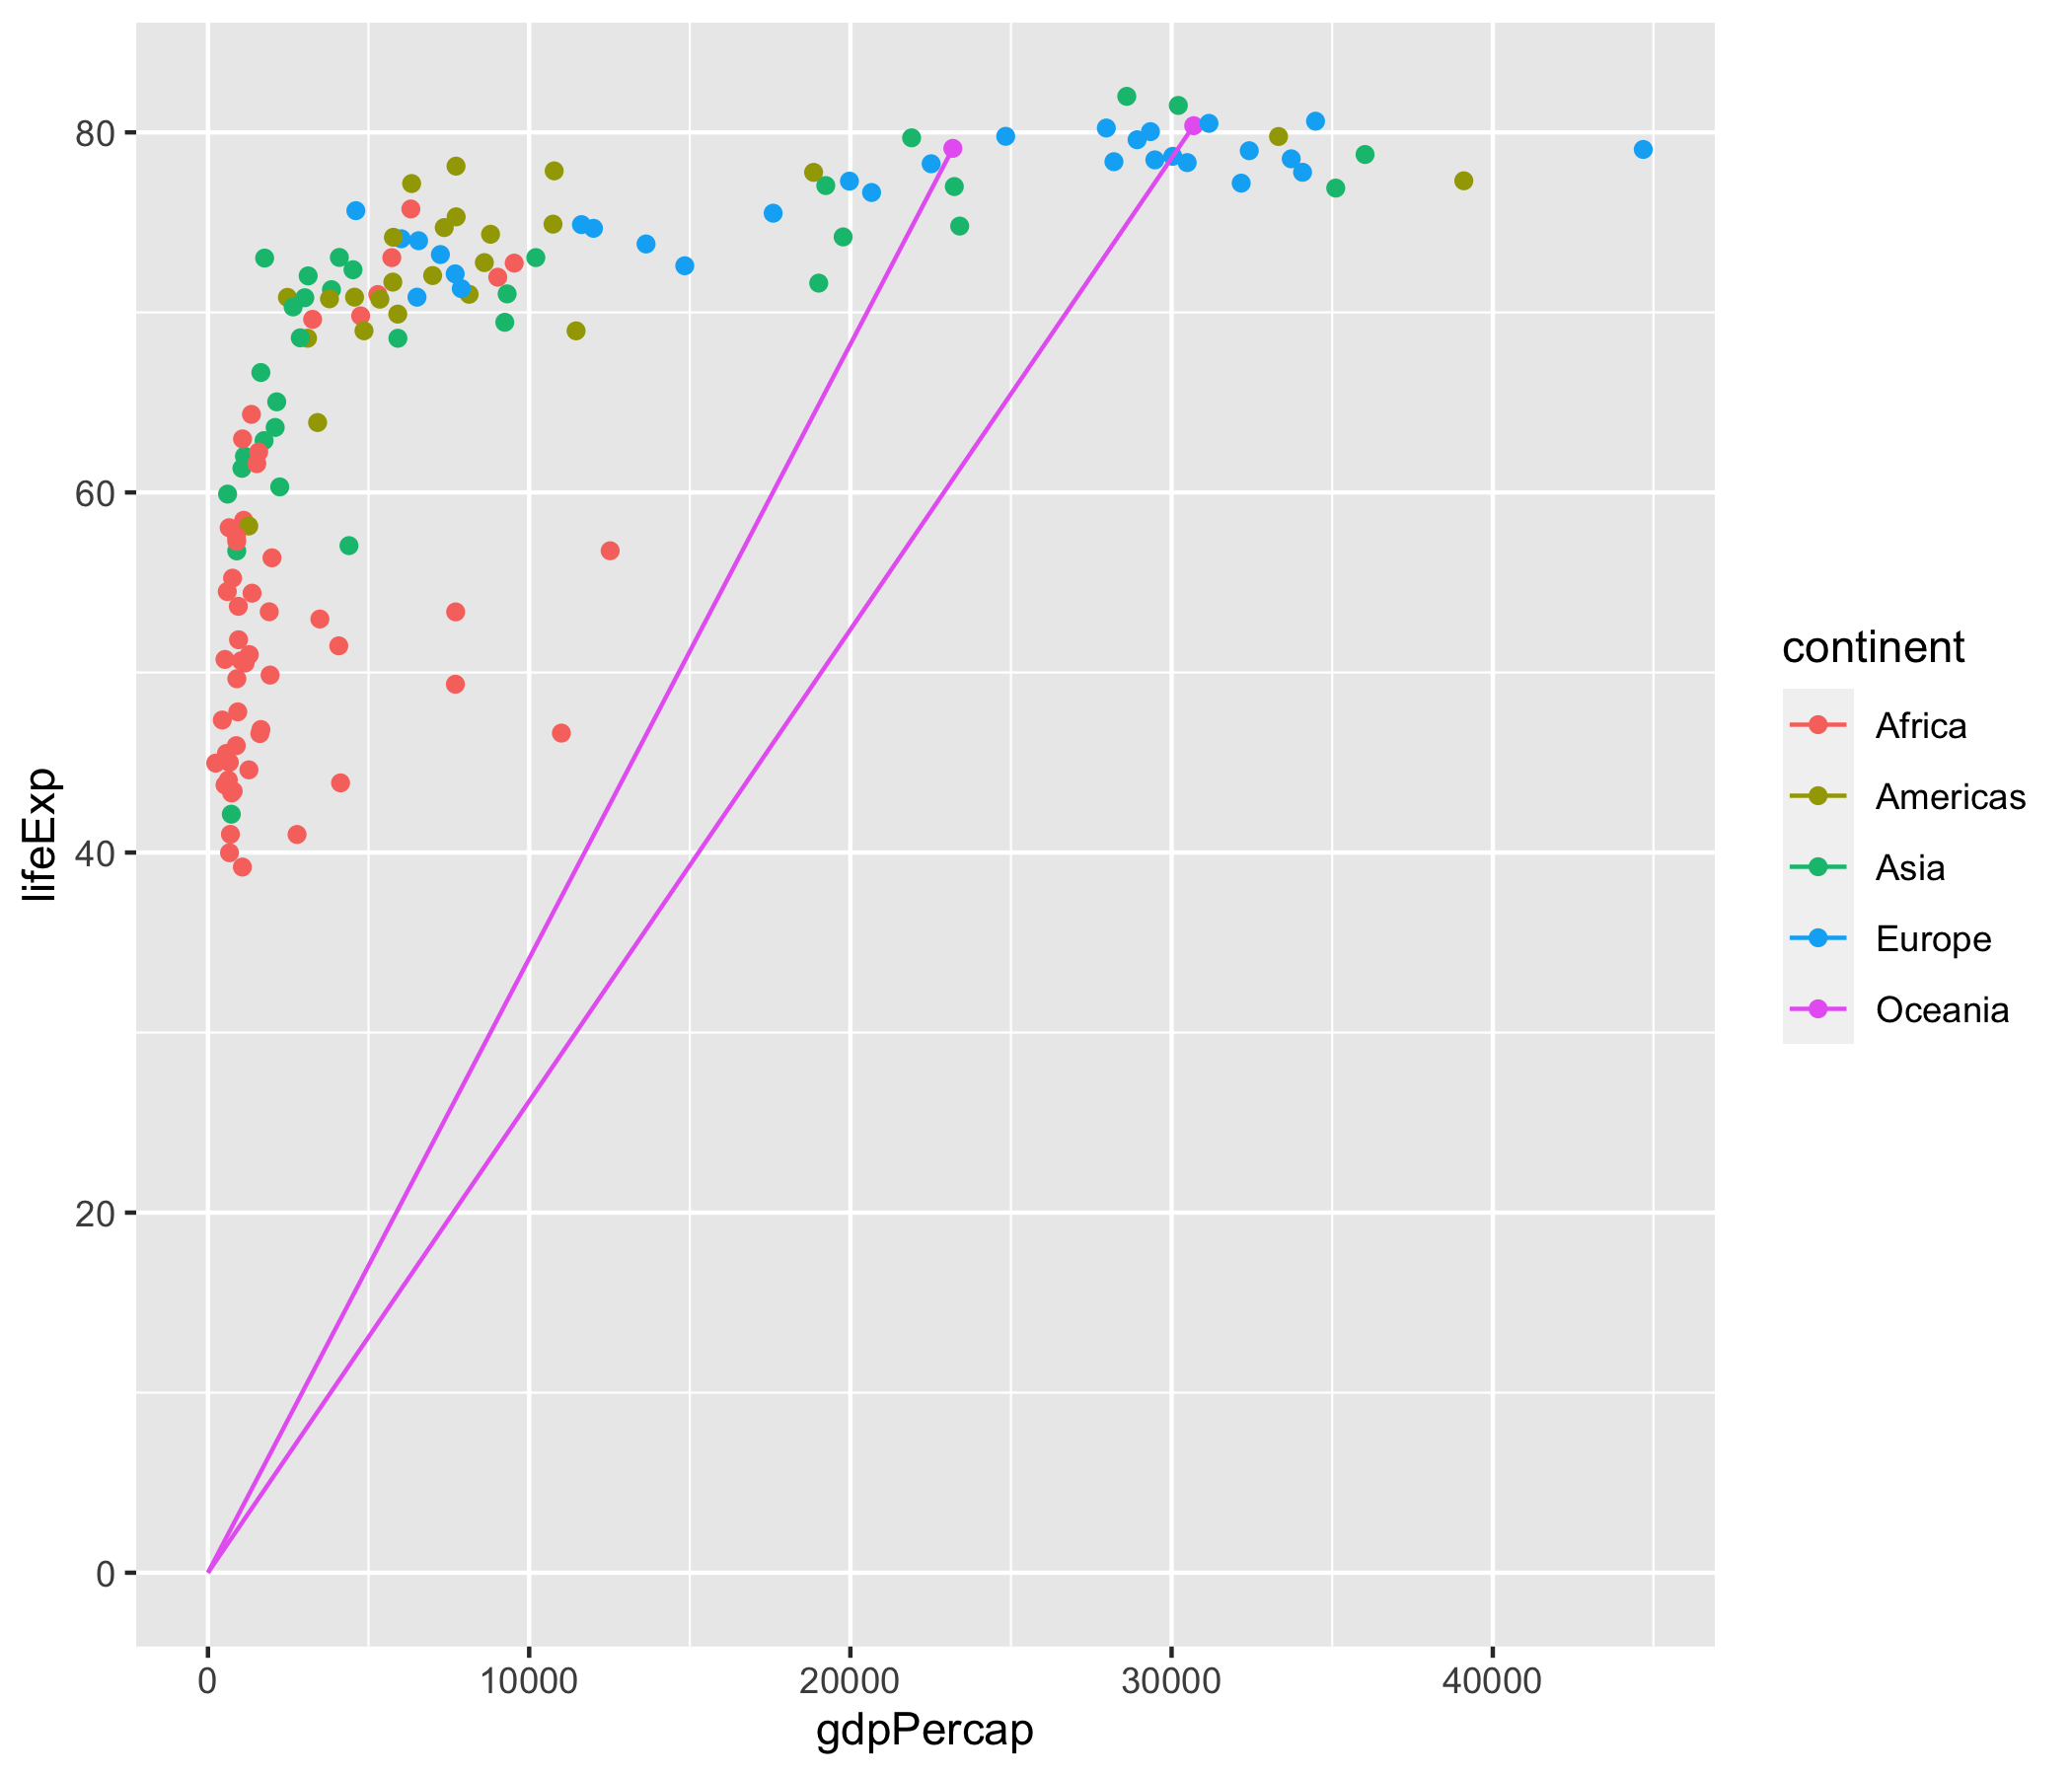 80
60
40
20
0
lifeExp
0 10000 20000 30000 40000
gdpPercap
continent
Africa
Americas
Asia
Europe
Oceania